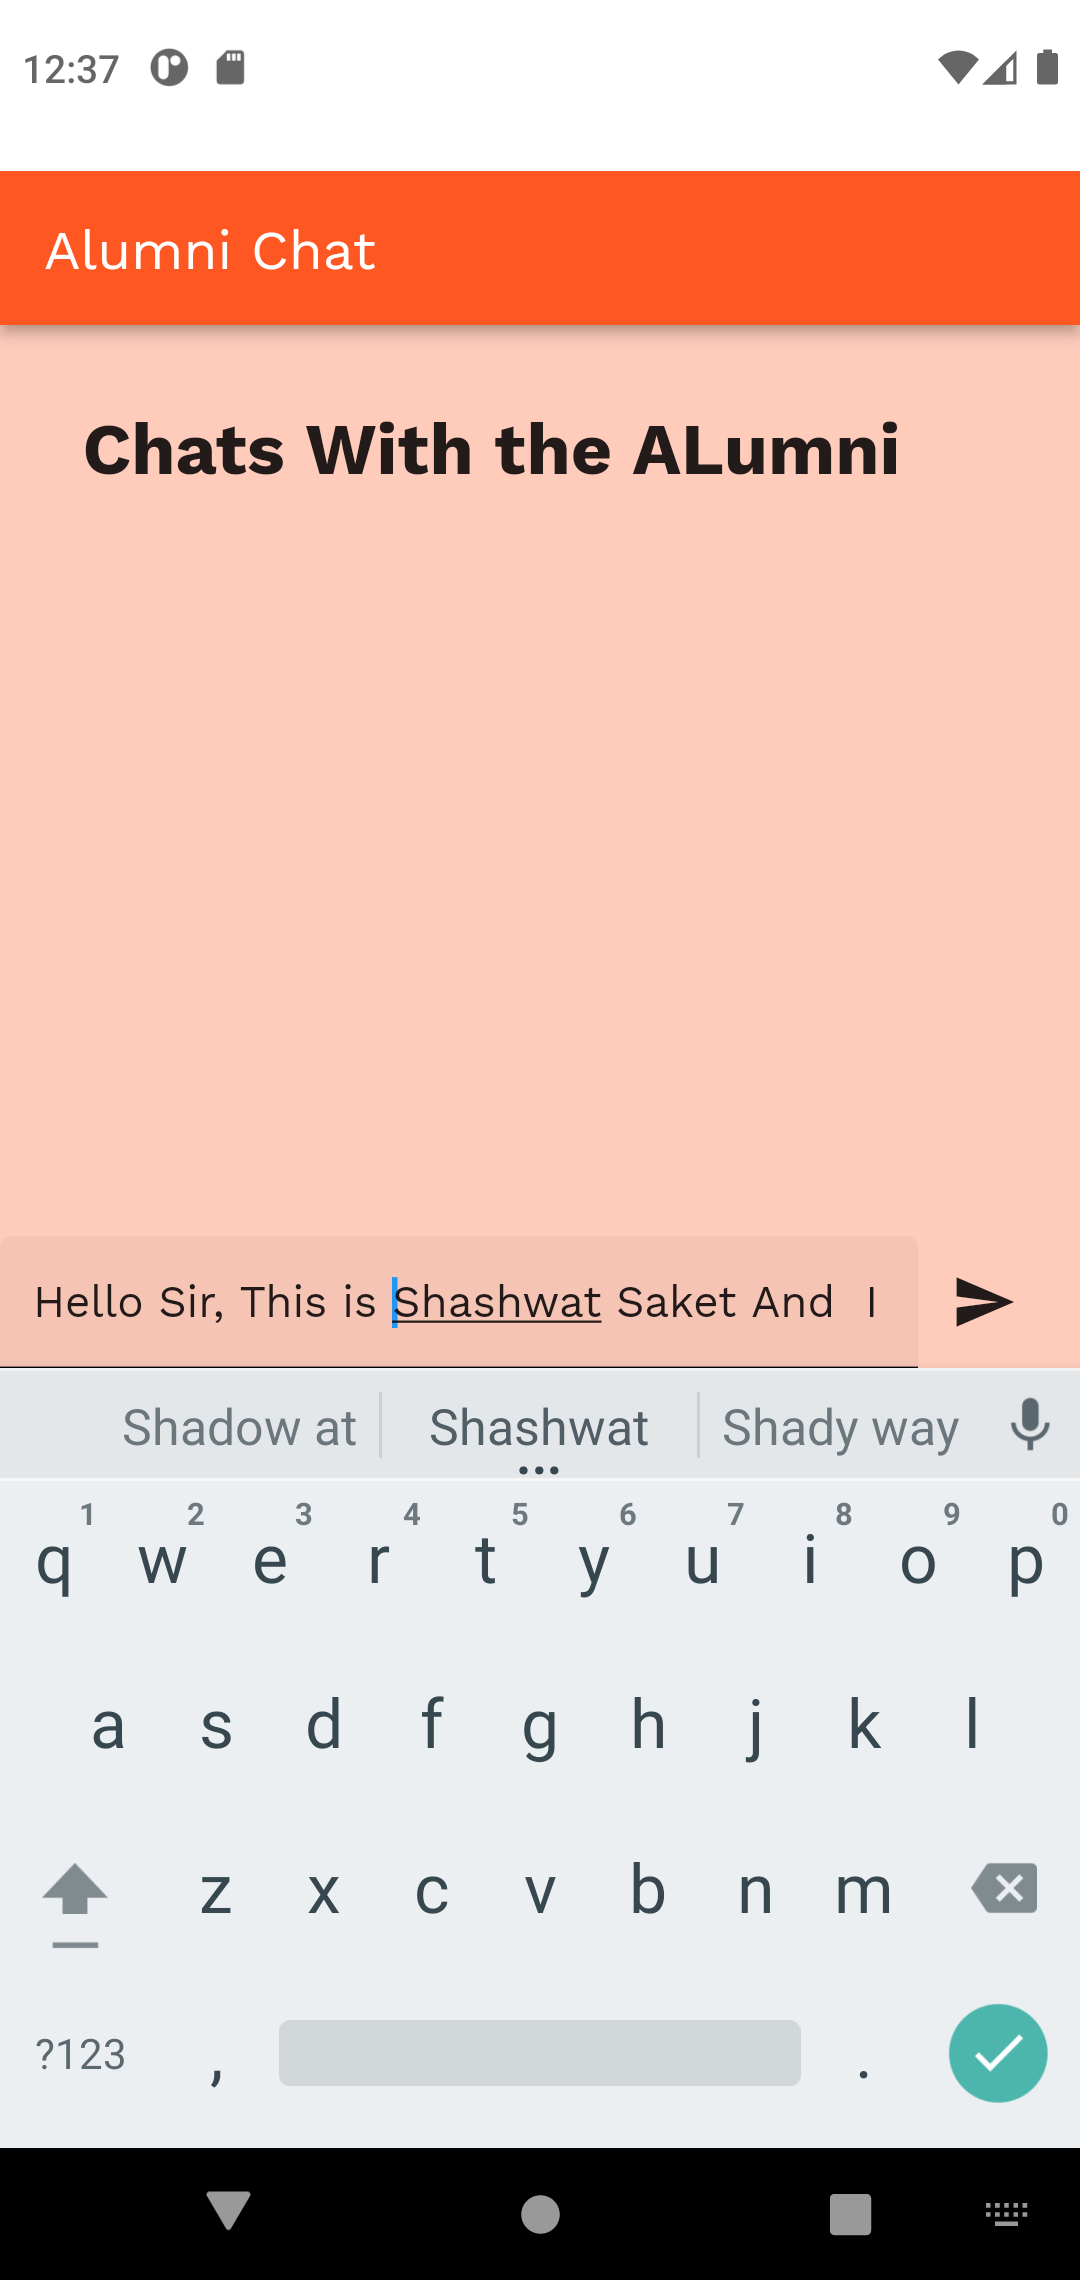 12:37
Alumni Chat
Chats With the ALumni
Hello Sir, This is Shashwat Saket And  I
Shadow at Shashwat Shady way
1 2 3 4 5 6 7 8 9 0
q w e r t y u i o p
a s d f g h j k l
z x c v b n m
?123 , .